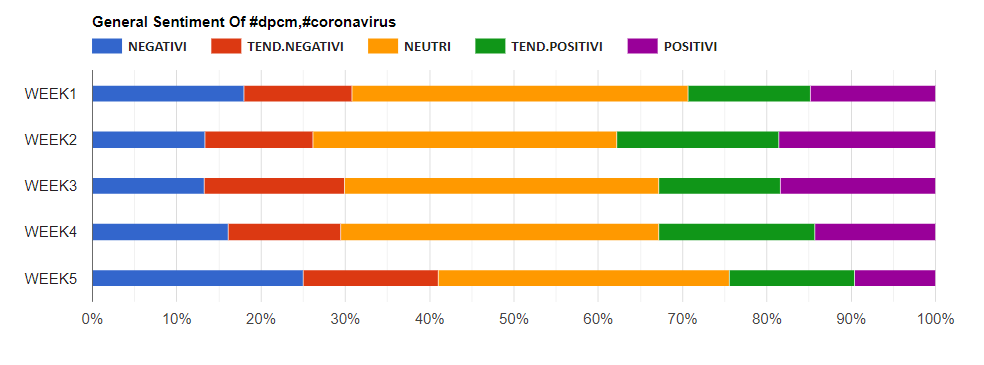 General Sentiment Of #dpcm,#coronavirus
NEGATIVI TEND.NEGATIVI NEUTRI TEND.POSITIVI POSITIVI
WEEK1
WEEK2
WEEK3
WEEK4
WEEK5
0% 10% 20% 30% 40% 50% 60% 70% 80% 90% 100%